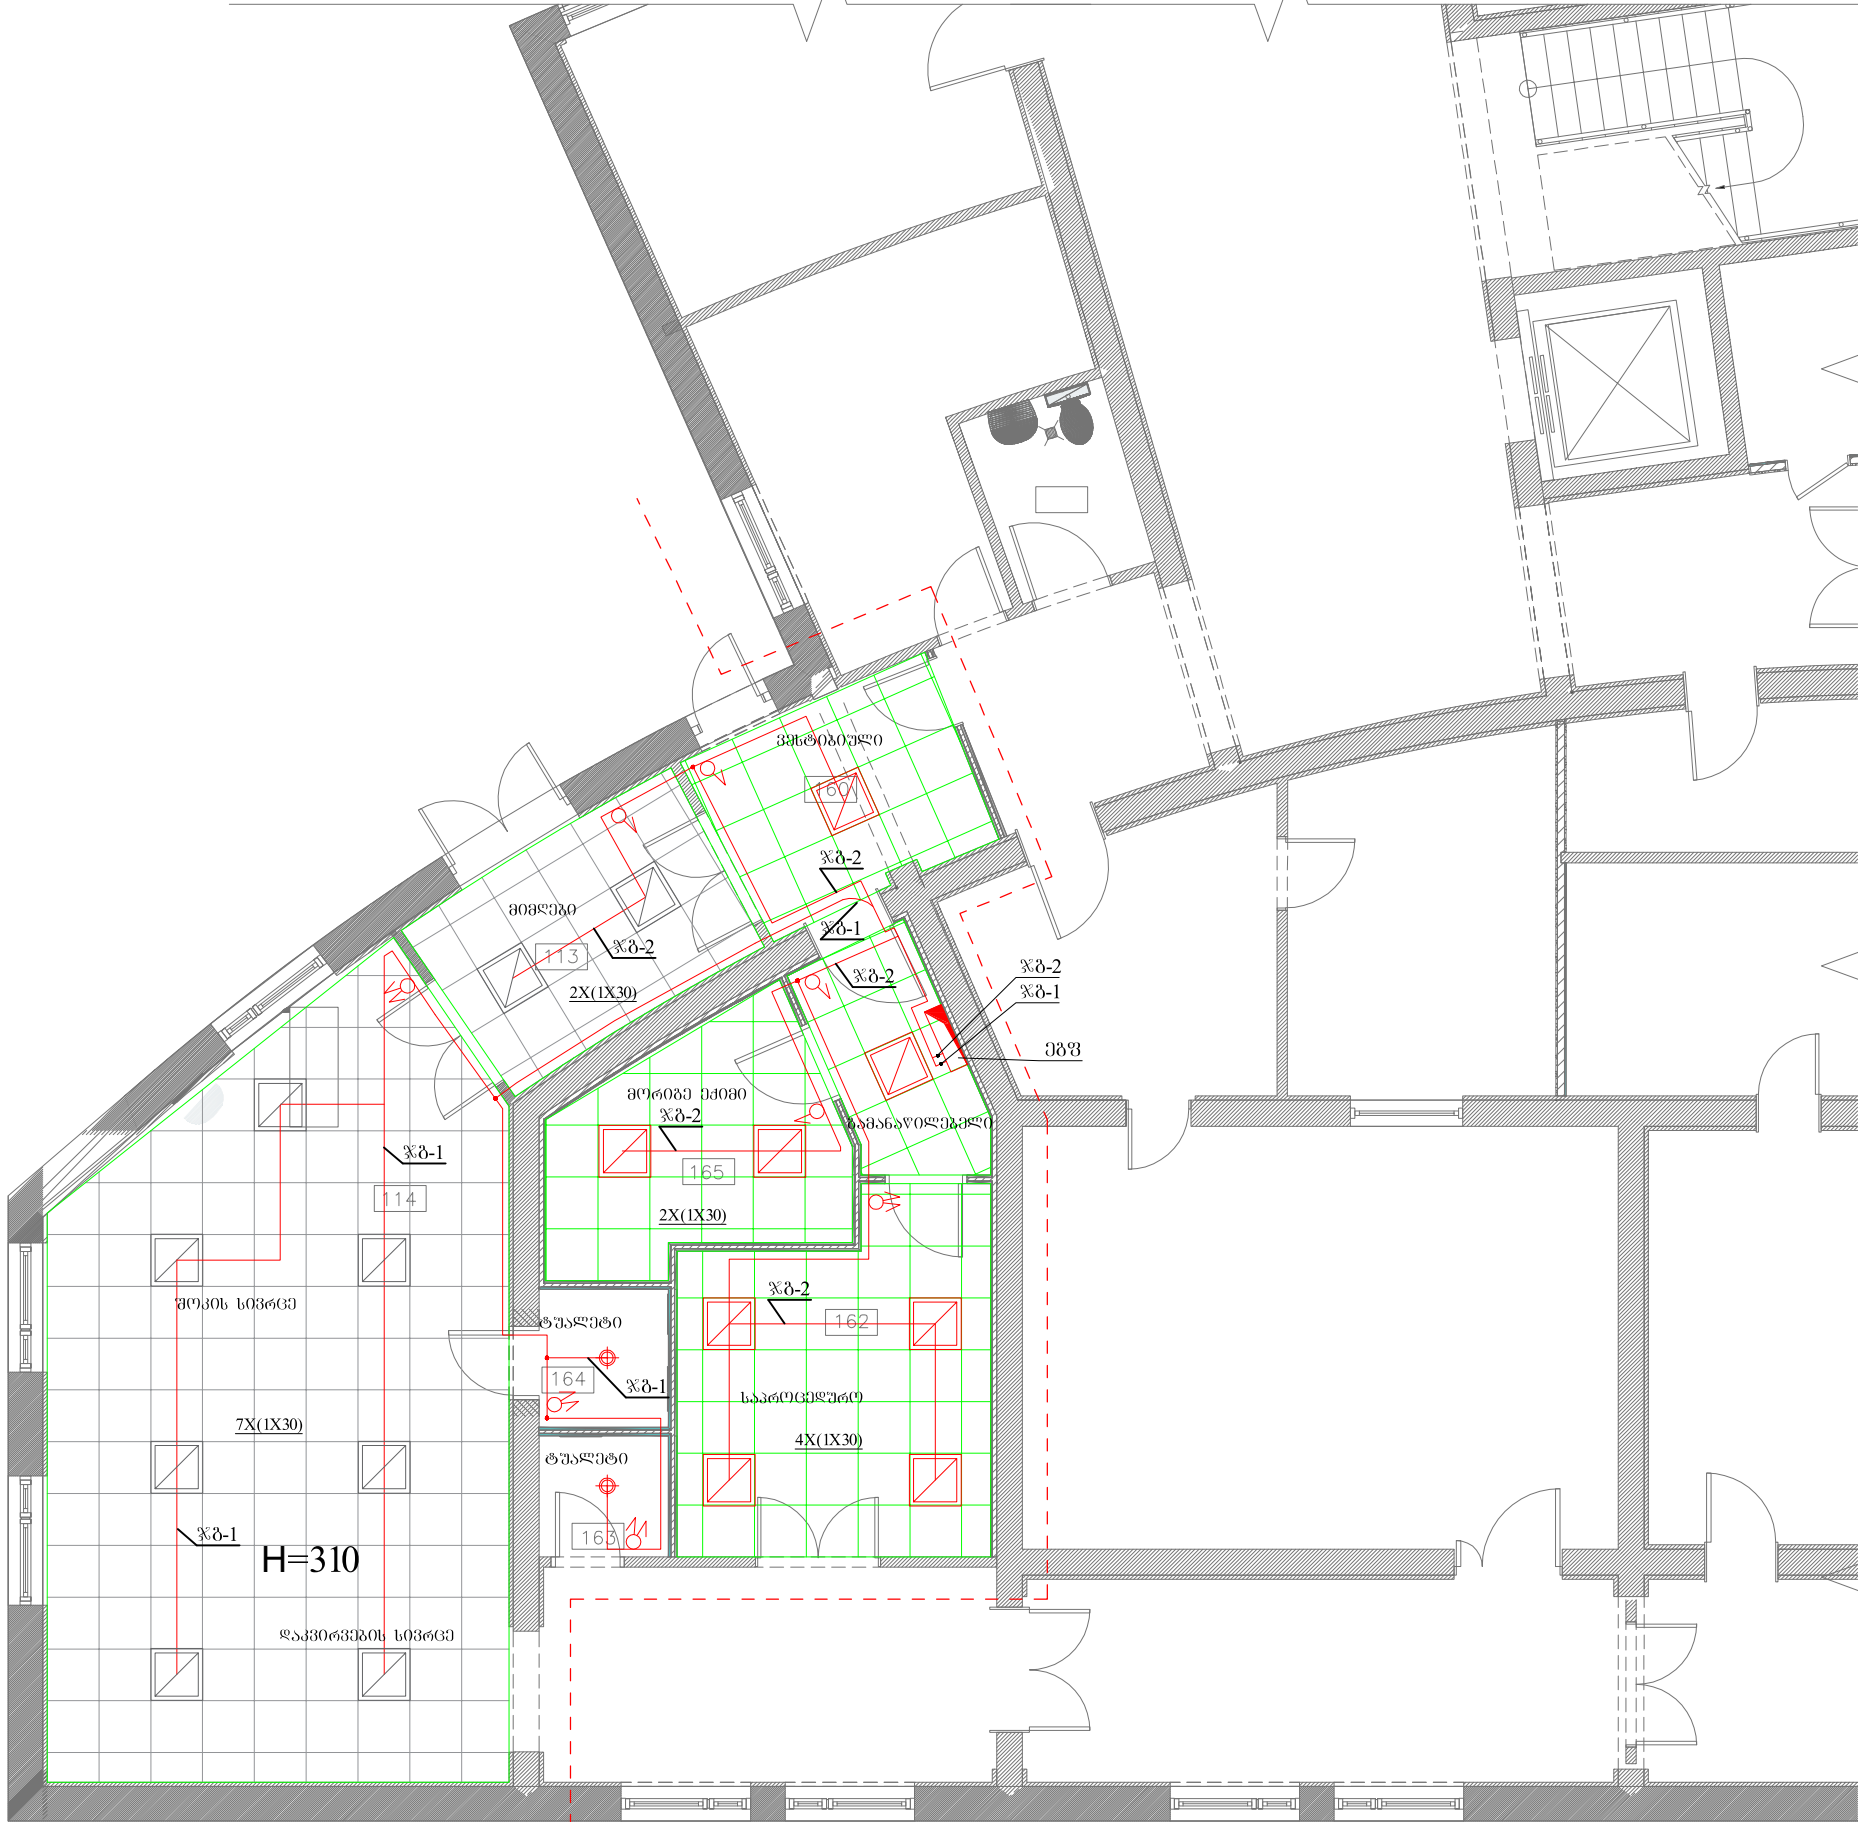 ვესტიბიული
160
ჯგ-2
მიმღები
ჯგ-1
113
ჯგ-2
ჯგ-2
ჯგ-2
2X(1X30)
ჯგ-1
ებფ
მორიგე ექიმი
ჯგ-2
გამანაწილებელი
ჯგ-1
165
114
2X(1X30)
ჯგ-2
შოკის სივრცე
162
ტუალეტი
164
ჯგ-1
საპროცედურო
7X(1X30)
4X(1X30)
ტუალეტი
ჯგ-1
163
H=310
დაკვირვების სივრცე